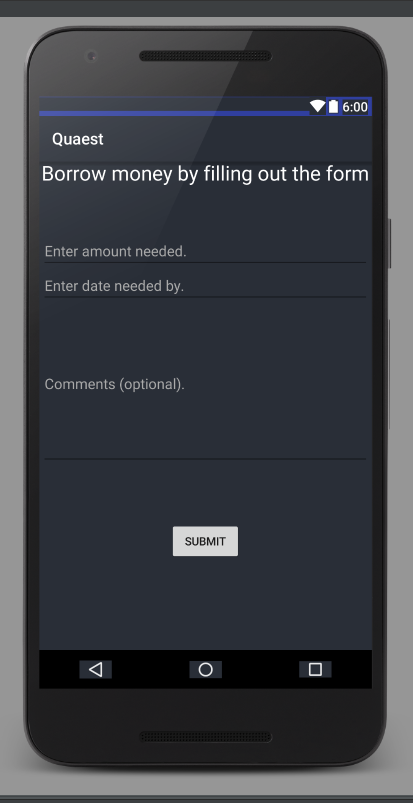 6:00
Quaest
Borrow money by filling out the form
Enter amount needed.
Enter date needed by.
Comments (optional).
SUBMIT